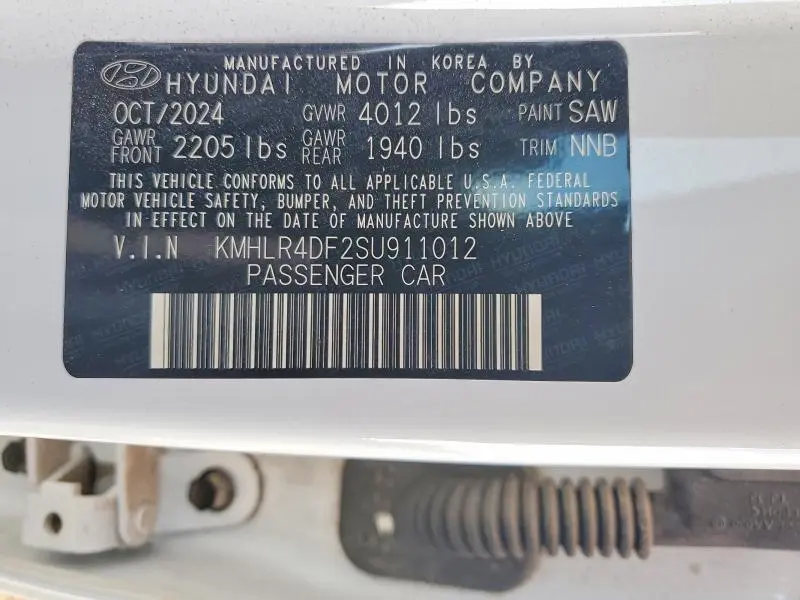 MANUFACTURED IN KOREA BY
HYUNDAI MOTOR COMPANY
OCT/2024 GVWR 4012 lbs PAINT SAW
GAWR FRONT 2205 lbs GAWR REAR 1940 lbs TRIM NNB
THIS VEHICLE CONFORMS TO ALL APPLICABLE U.S.A. FEDERAL
MOTOR VEHICLE SAFETY, BUMPER, AND THEFT PREVENTION STANDARDS
IN EFFECT ON THE DATE OF MANUFACTURE SHOWN ABOVE
V.I.N KMHLR4DF2SU911012
PASSENGER CAR